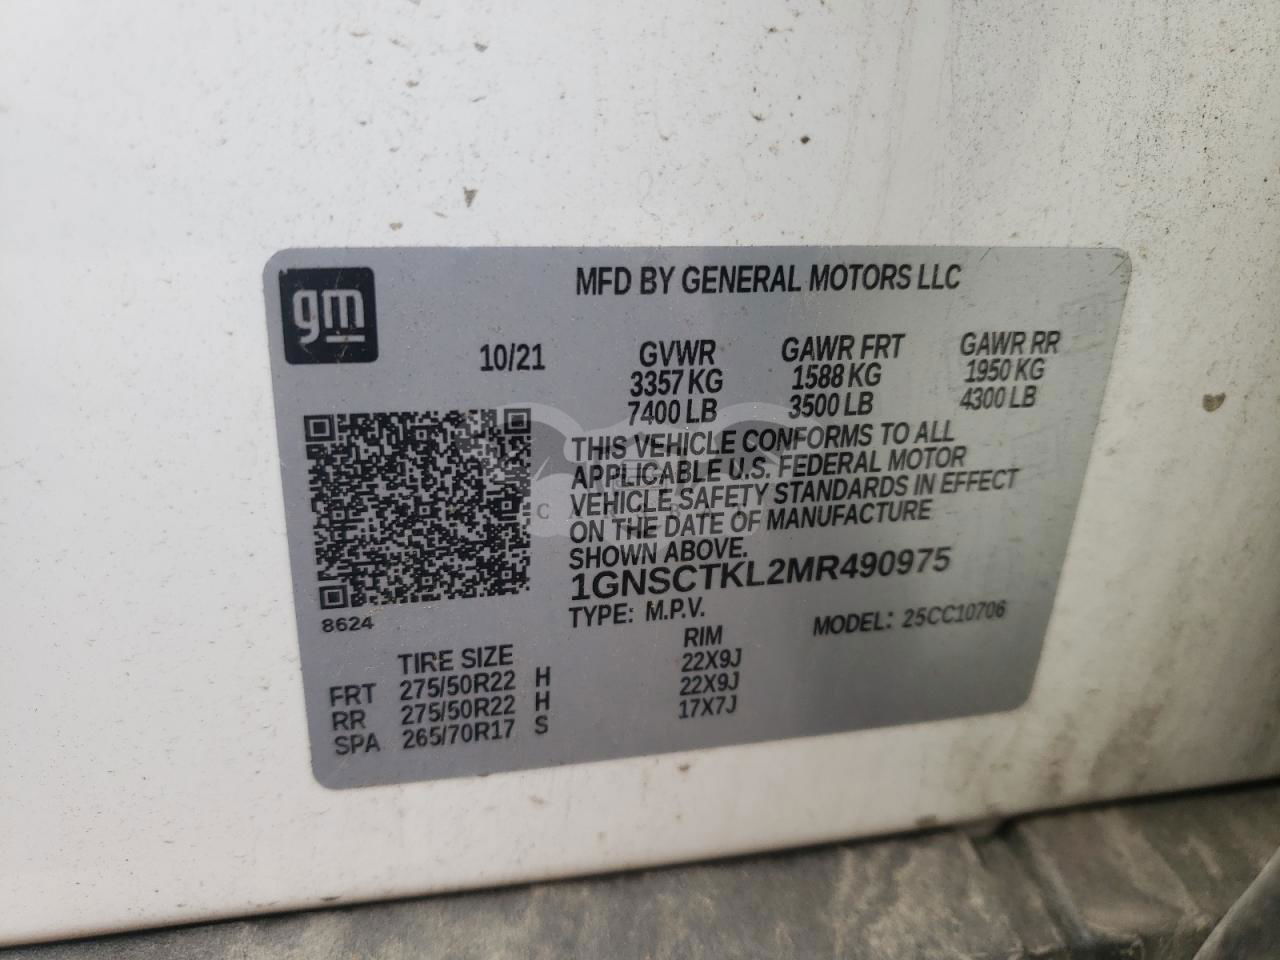 gm
MFD BY GENERAL MOTORS LLC
10/21 GVWR GAWR FRT GAWR RR
3357 KG 1588 KG 1950 KG
7400 LB 3500 LB 4300 LB
THIS VEHICLE CONFORMS TO ALL
APPLICABLE U.S. FEDERAL MOTOR
VEHICLE SAFETY STANDARDS IN EFFECT
ON THE DATE OF MANUFACTURE
SHOWN ABOVE.
1GNSCTKL2MR490975
8624
TYPE: M.P.V. MODEL: 25CC10706
TIRE SIZE RIM
FRT 275/50R22 H 22X9J
RR 275/50R22 H 22X9J
SPA 265/70R17 S 17X7J